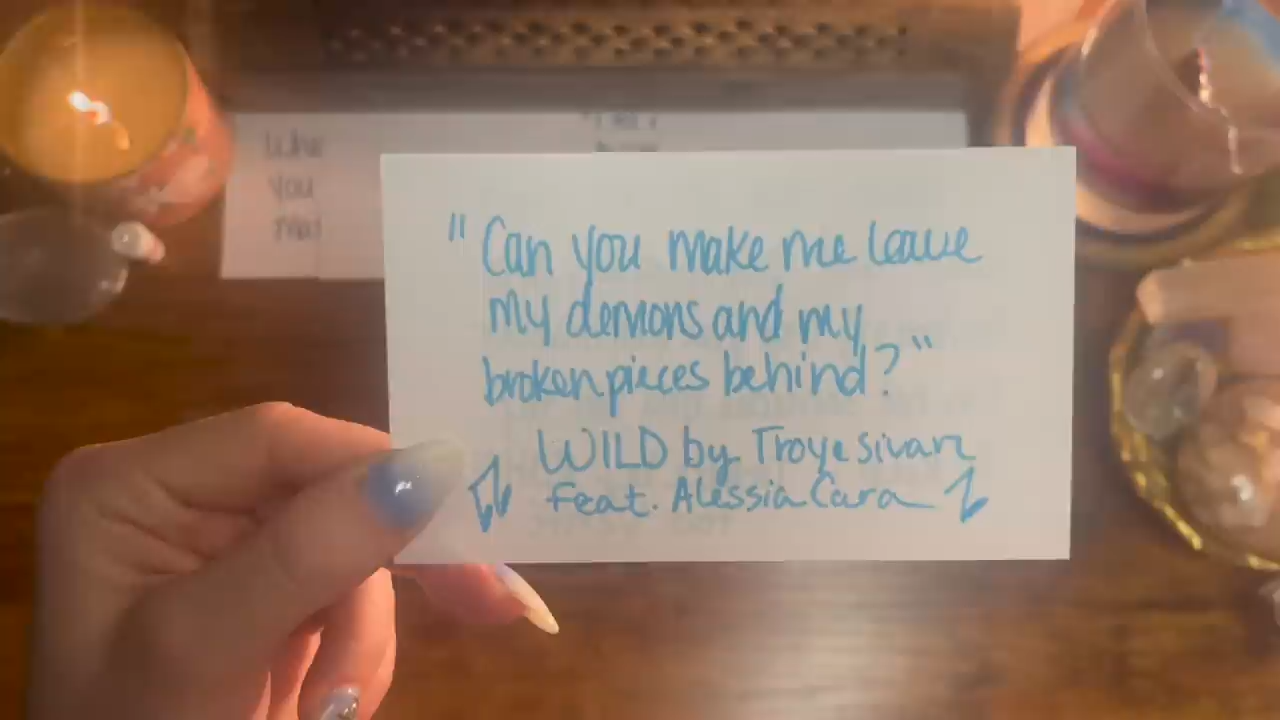 "Can you make me leave
my demons and my
broken pieces behind?"
WILD by Troye sivan
feat. Alessia Cara
you